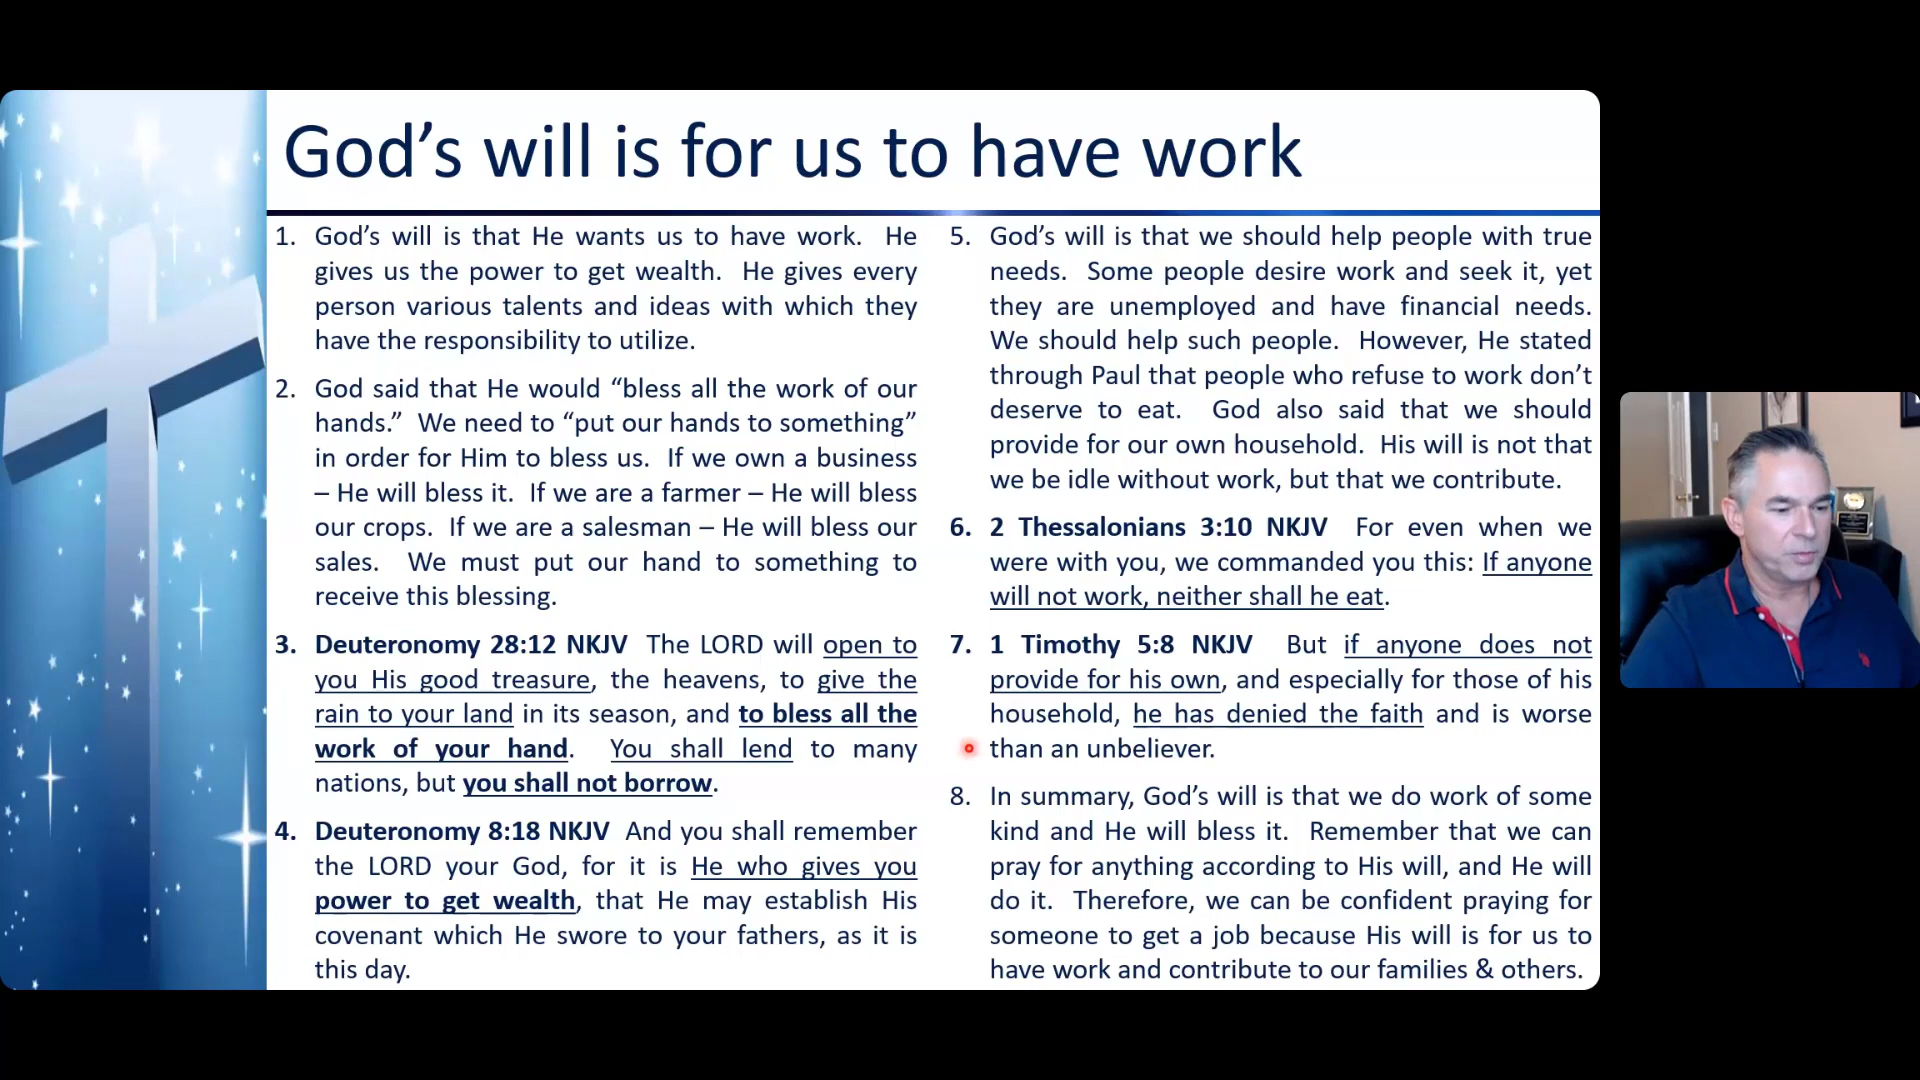 God’s will is for us to have work
1. God’s will is that He wants us to have work. He
gives us the power to get wealth. He gives every
person various talents and ideas with which they
have the responsibility to utilize.
2. God said that He would “bless all the work of our
hands.” We need to “put our hands to something”
in order for Him to bless us. If we own a business
– He will bless it. If we are a farmer – He will bless
our crops. If we are a salesman – He will bless our
sales. We must put our hand to something to
receive this blessing.
3. Deuteronomy 28:12 NKJV The LORD will open to
you His good treasure, the heavens, to give the
rain to your land in its season, and to bless all the
work of your hand. You shall lend to many
nations, but you shall not borrow.
4. Deuteronomy 8:18 NKJV And you shall remember
the LORD your God, for it is He who gives you
power to get wealth, that He may establish His
covenant which He swore to your fathers, as it is
this day.
5. God’s will is that we should help people with true
needs. Some people desire work and seek it, yet
they are unemployed and have financial needs.
We should help such people. However, He stated
through Paul that people who refuse to work don’t
deserve to eat. God also said that we should
provide for our own household. His will is not that
we be idle without work, but that we contribute.
6. 2 Thessalonians 3:10 NKJV For even when we
were with you, we commanded you this: If anyone
will not work, neither shall he eat.
7. 1 Timothy 5:8 NKJV But if anyone does not
provide for his own, and especially for those of his
household, he has denied the faith and is worse
than an unbeliever.
8. In summary, God’s will is that we do work of some
kind and He will bless it. Remember that we can
pray for anything according to His will, and He will
do it. Therefore, we can be confident praying for
someone to get a job because His will is for us to
have work and contribute to our families & others.